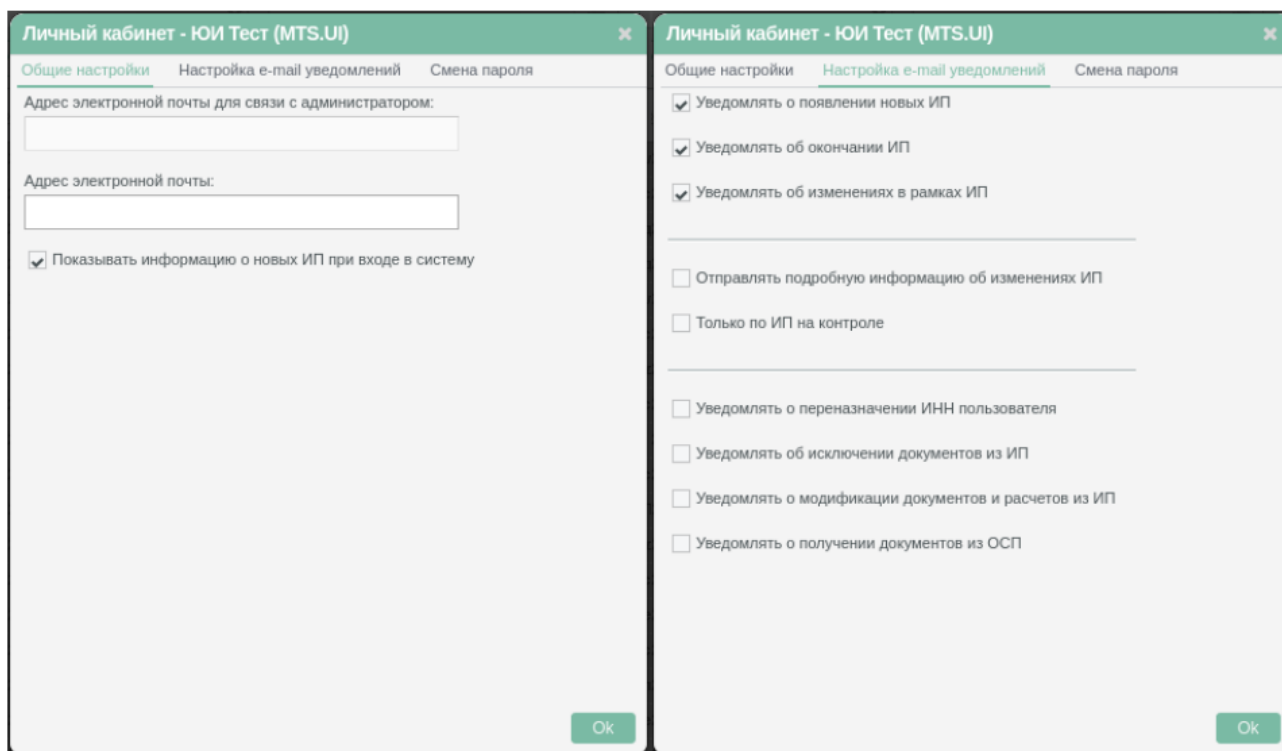 Личный кабинет - ЮИ Тест (MTS.UI)
Общие настройки Настройка e-mail уведомлений Смена пароля
Адрес электронной почты для связи с администратором:
Адрес электронной почты:
Показывать информацию о новых ИП при входе в систему
Ok
Личный кабинет - ЮИ Тест (MTS.UI)
Общие настройки Настройка e-mail уведомлений Смена пароля
Уведомлять о появлении новых ИП
Уведомлять об окончании ИП
Уведомлять об изменениях в рамках ИП
Отправлять подробную информацию об изменениях ИП
Только по ИП на контроле
Уведомлять о переназначении ИНН пользователя
Уведомлять об исключении документов из ИП
Уведомлять о модификации документов и расчетов из ИП
Уведомлять о получении документов из ОСП
Ok